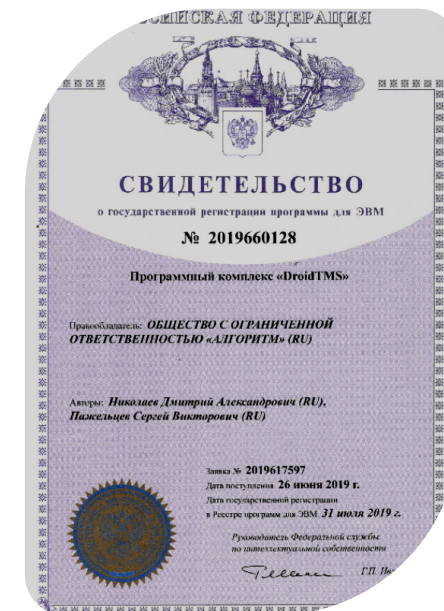 РОССИЙСКАЯ ФЕДЕРАЦИЯ
СВИДЕТЕЛЬСТВО
о государственной регистрации программы для ЭВМ
№ 2019660128
Программный комплекс «DroidTMS»
Правообладатель: ОБЩЕСТВО С ОГРАНИЧЕННОЙ
ОТВЕТСТВЕННОСТЬЮ «АЛГОРИТМ» (RU)
Авторы: Николаев Дмитрий Александрович (RU),
Пажельцев Сергей Викторович (RU)
Заявка № 2019617597
Дата поступления 26 июня 2019 г.
Дата государственной регистрации
в Реестре программ для ЭВМ 31 июля 2019 г.
Руководитель Федеральной службы
по интеллектуальной собственности
Г.П.